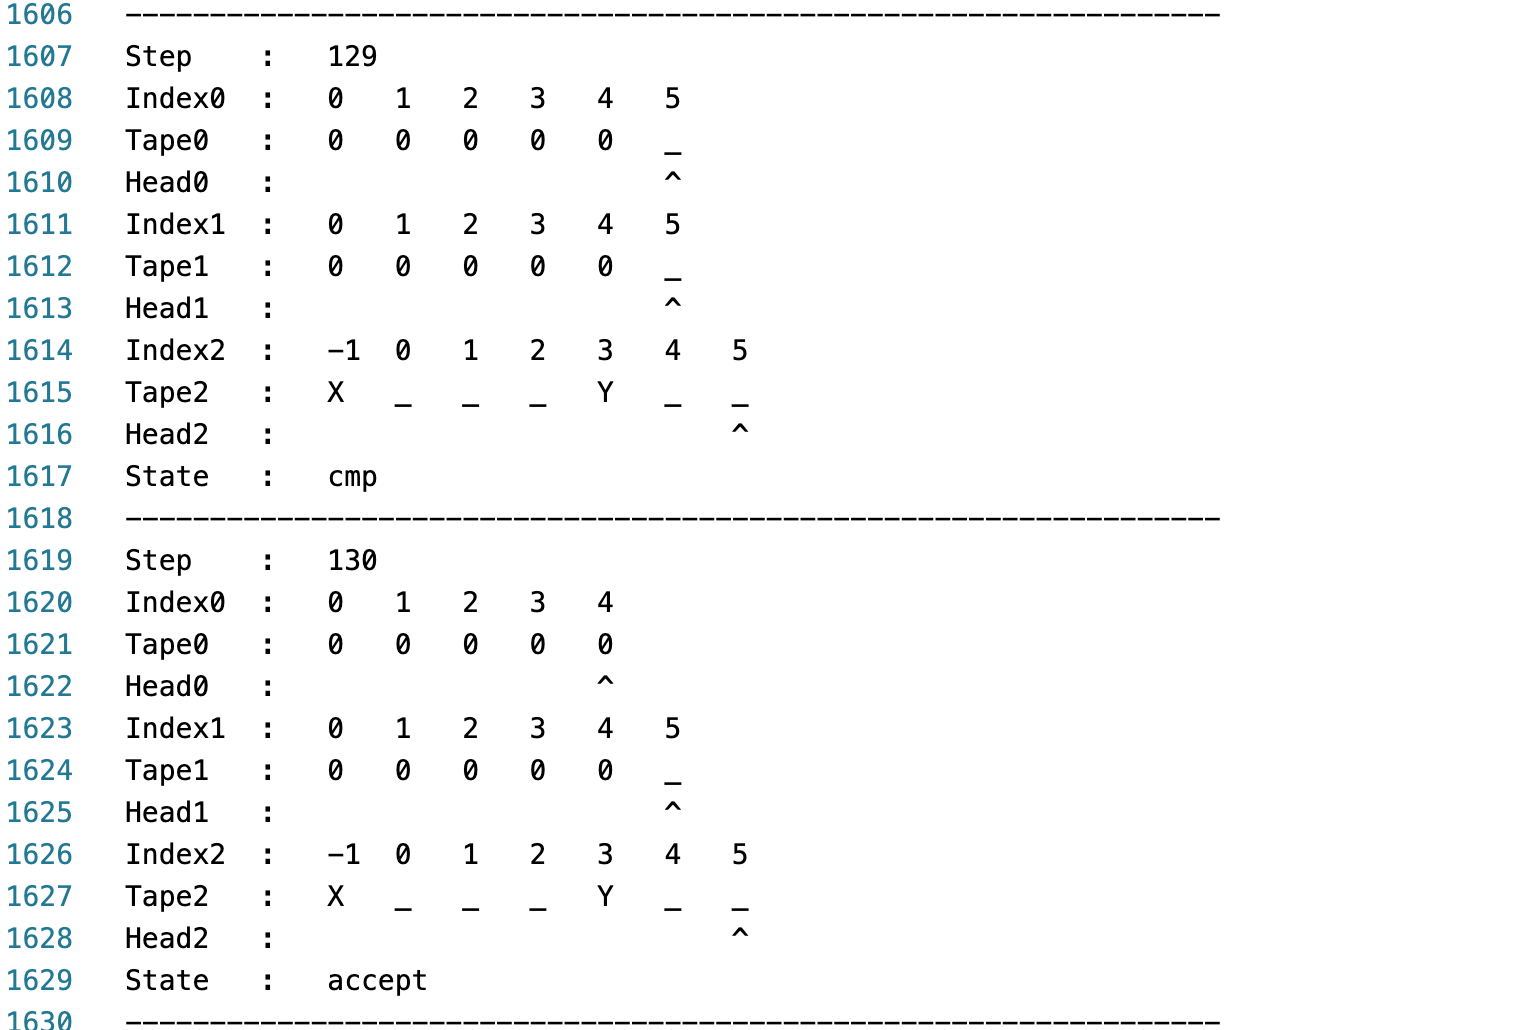 1606 -----------------------------------------------------------------
1607 Step    :   129
1608 Index0  :   0   1   2   3   4   5
1609 Tape0   :   0   0   0   0   0   _
1610 Head0   :                       ^
1611 Index1  :   0   1   2   3   4   5
1612 Tape1   :   0   0   0   0   0   _
1613 Head1   :                       ^
1614 Index2  :   -1  0   1   2   3   4   5
1615 Tape2   :   X   _   _   _   Y   _   _
1616 Head2   :                           ^
1617 State   :   cmp
1618 -----------------------------------------------------------------
1619 Step    :   130
1620 Index0  :   0   1   2   3   4
1621 Tape0   :   0   0   0   0   0
1622 Head0   :                   ^
1623 Index1  :   0   1   2   3   4   5
1624 Tape1   :   0   0   0   0   0   _
1625 Head1   :                       ^
1626 Index2  :   -1  0   1   2   3   4   5
1627 Tape2   :   X   _   _   _   Y   _   _
1628 Head2   :                           ^
1629 State   :   accept
1630 -----------------------------------------------------------------